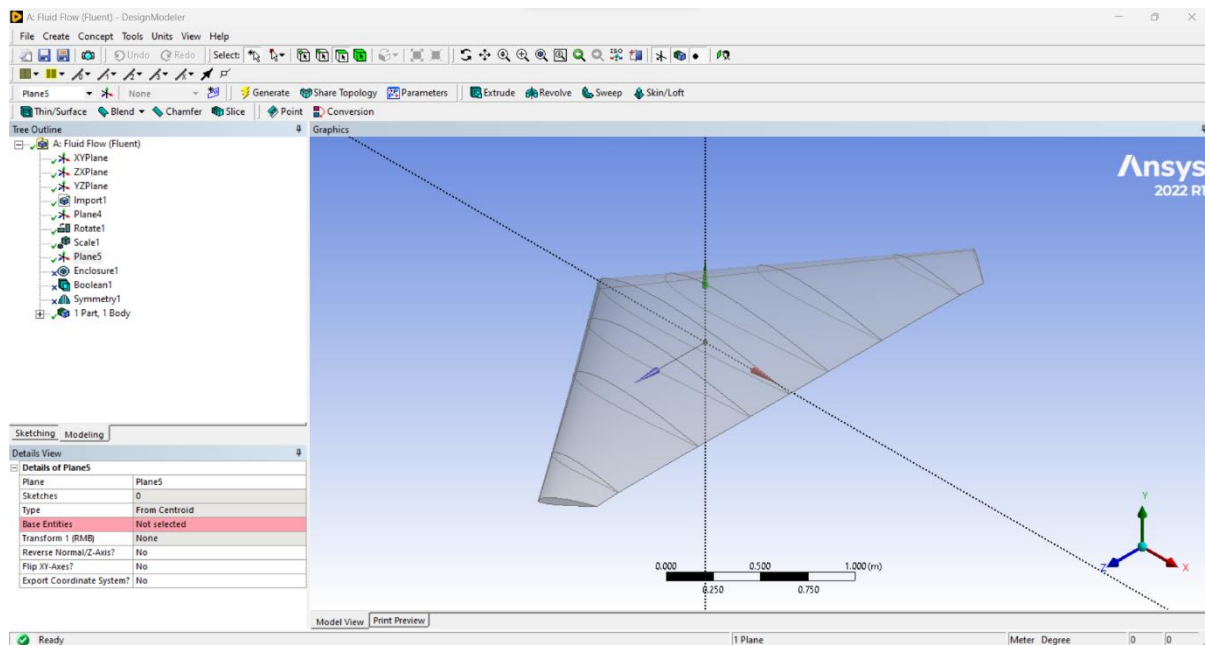 A: Fluid Flow (Fluent) - DesignModeler
File Create Concept Tools Units View Help
Undo Redo Select:
Plane5 None Generate Share Topology Parameters Extrude Revolve Sweep Skin/Loft
Thin/Surface Blend Chamfer Slice Point Conversion
Tree Outline
A: Fluid Flow (Fluent)
XYPlane
ZXPlane
YZPlane
Import1
Plane4
Rotate1
Scale1
Plane5
Enclosure1
Boolean1
Symmetry1
1 Part, 1 Body
Sketching Modeling
Details View
Details of Plane5
Plane Plane5
Sketches 0
Type From Centroid
Base Entities Not selected
Transform 1 (RMB) None
Reverse Normal/Z-Axis? No
Flip XY-Axes? No
Export Coordinate System? No
Graphics
Ansys
2022 R1
Y
Z X
0.000 0.500 1.000 (m)
0.250 0.750
Model View Print Preview
Ready 1 Plane Meter Degree 0 0